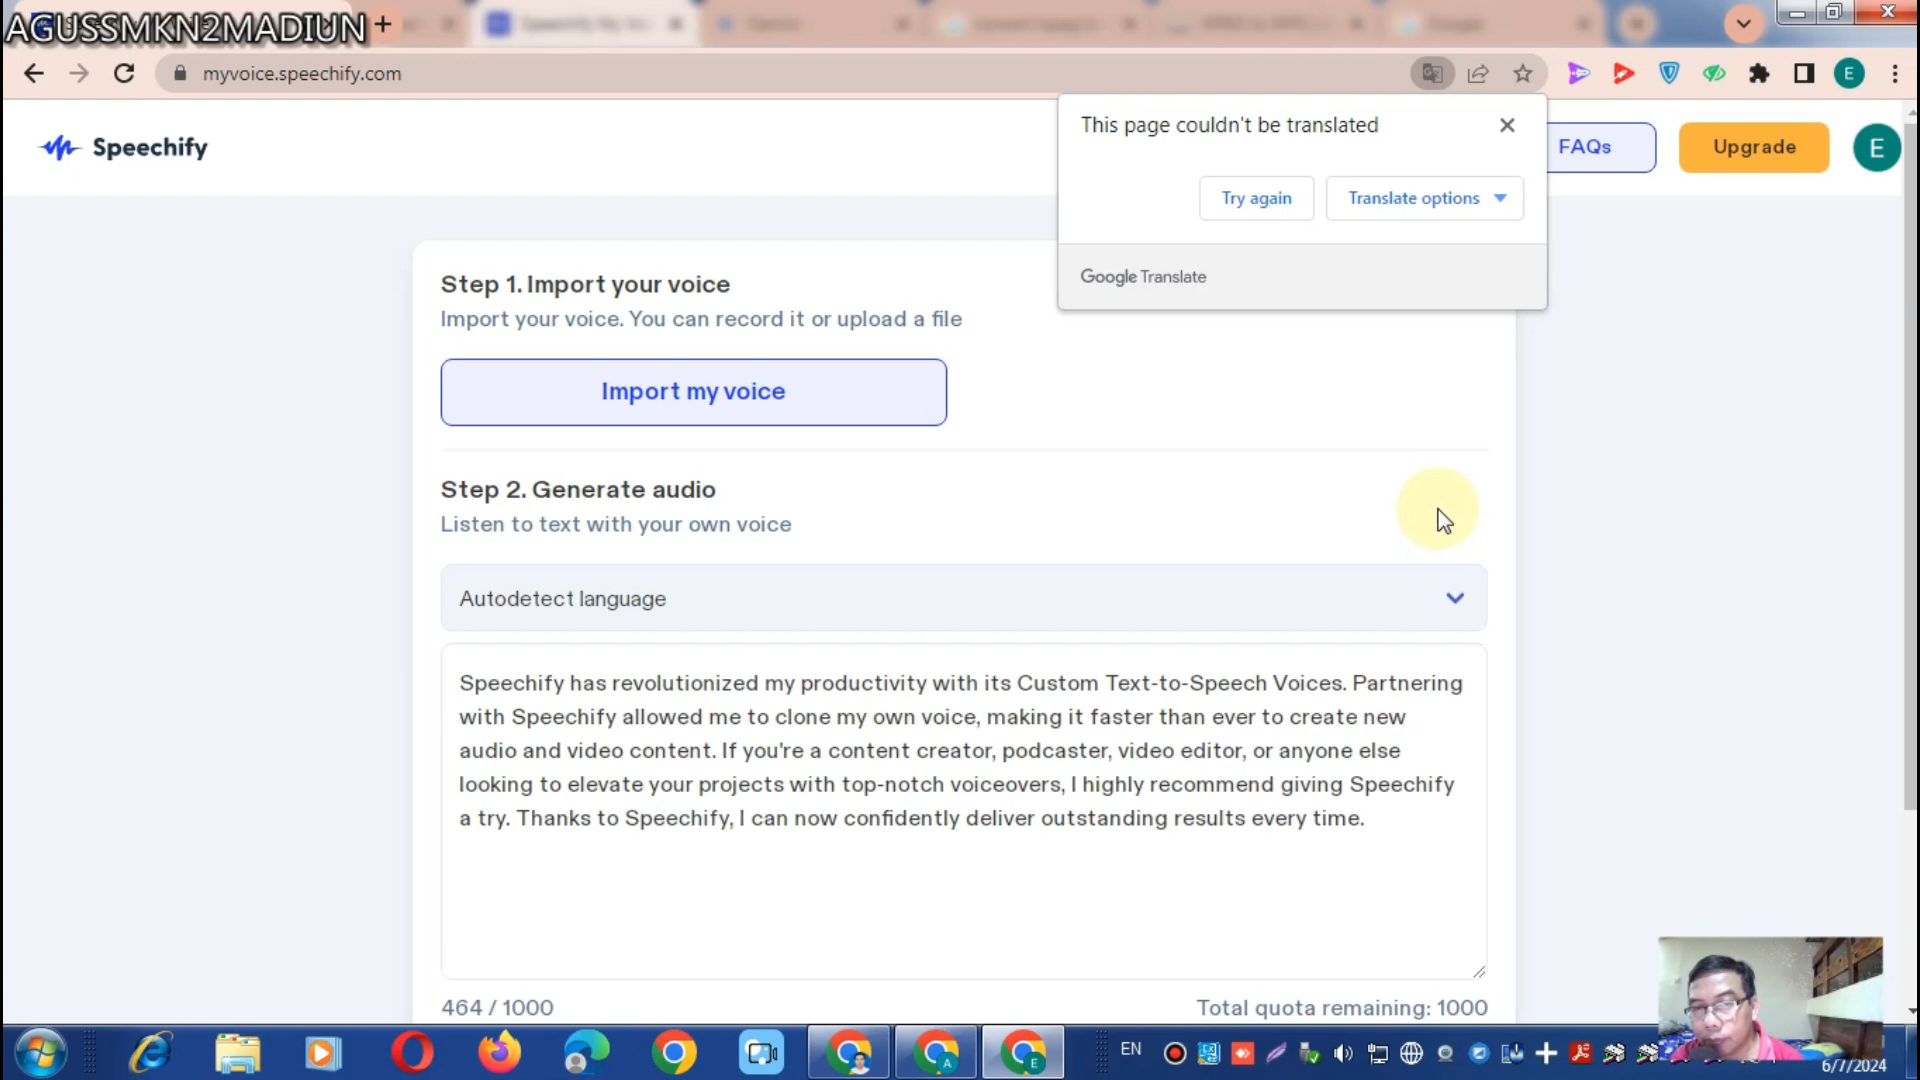 AGUSSMKN2MADIUN
myvoice.speechify.com
E
Speechify
This page couldn't be translated
Try again
Translate options
Google Translate
FAQs
Upgrade
E
Step 1. Import your voice
Import your voice. You can record it or upload a file
Import my voice
Step 2. Generate audio
Listen to text with your own voice
Autodetect language
Speechify has revolutionized my productivity with its Custom Text-to-Speech Voices. Partnering
with Speechify allowed me to clone my own voice, making it faster than ever to create new
audio and video content. If you're a content creator, podcaster, video editor, or anyone else
looking to elevate your projects with top-notch voiceovers, I highly recommend giving Speechify
a try. Thanks to Speechify, I can now confidently deliver outstanding results every time.
464 / 1000
Total quota remaining: 1000
A
E
EN
6/7/2024